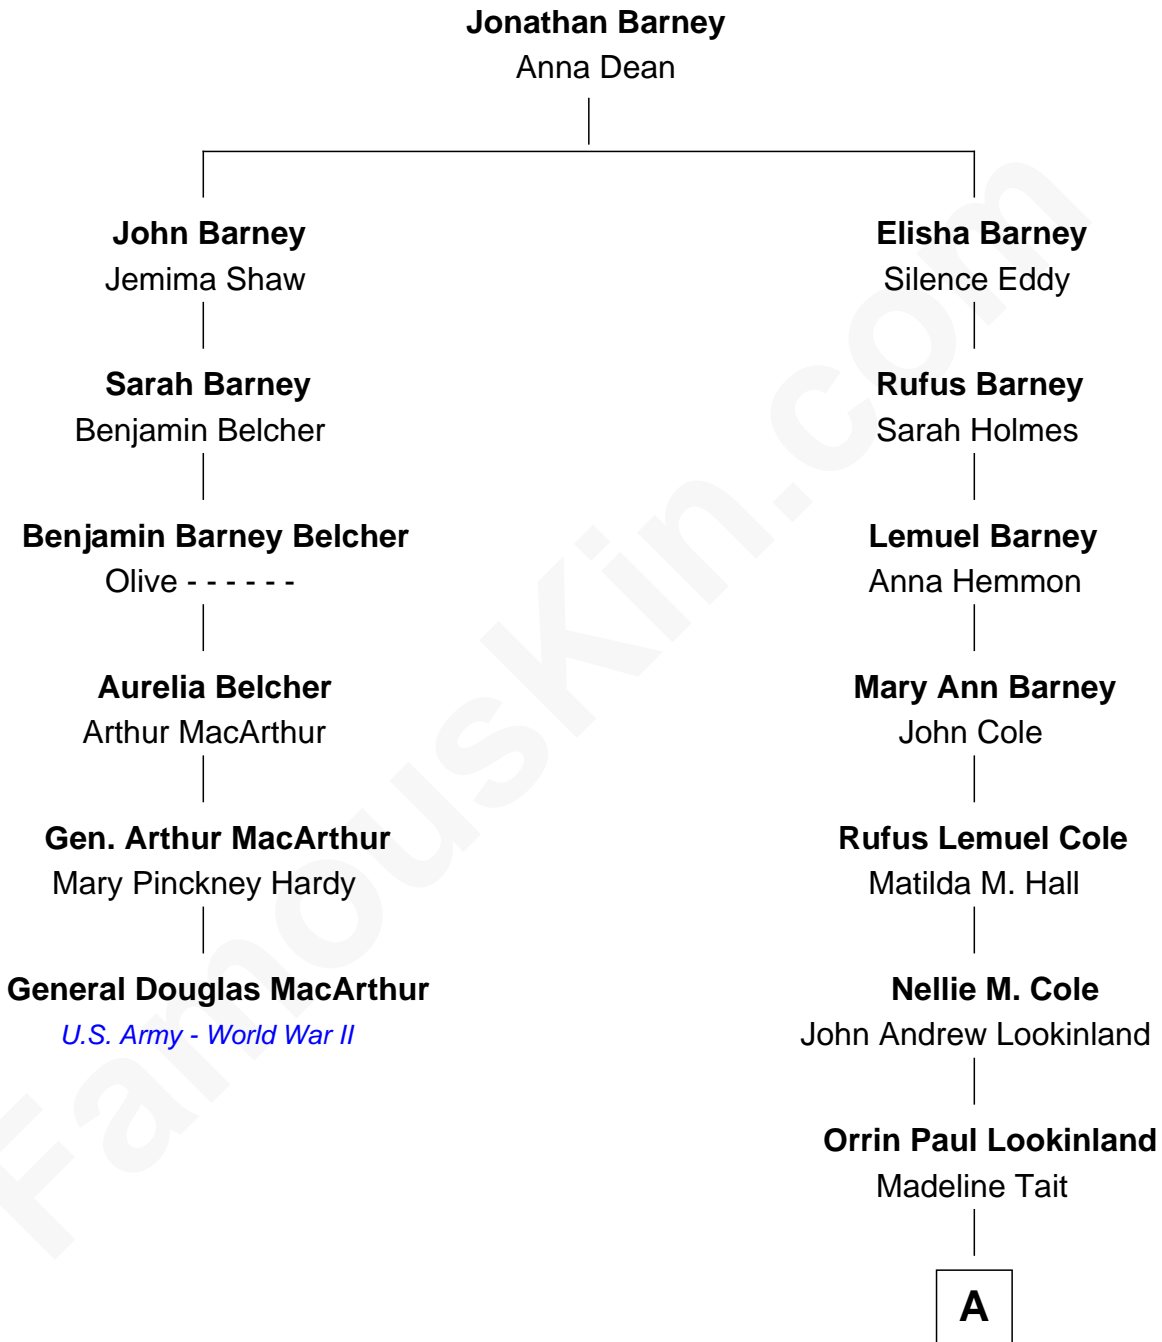 Jonathan Barney
Anna Dean
John Barney
Jemima Shaw
Elisha Barney
Silence Eddy
Sarah Barney
Benjamin Belcher
Rufus Barney
Sarah Holmes
Benjamin Barney Belcher
Olive - - - - - -
Lemuel Barney
Anna Hemmon
Aurelia Belcher
Arthur MacArthur
Mary Ann Barney
John Cole
Gen. Arthur MacArthur
Mary Pinckney Hardy
Rufus Lemuel Cole
Matilda M. Hall
General Douglas MacArthur
U.S. Army - World War II
Nellie M. Cole
John Andrew Lookinland
Orrin Paul Lookinland
Madeline Tait
A
FamousKin.com